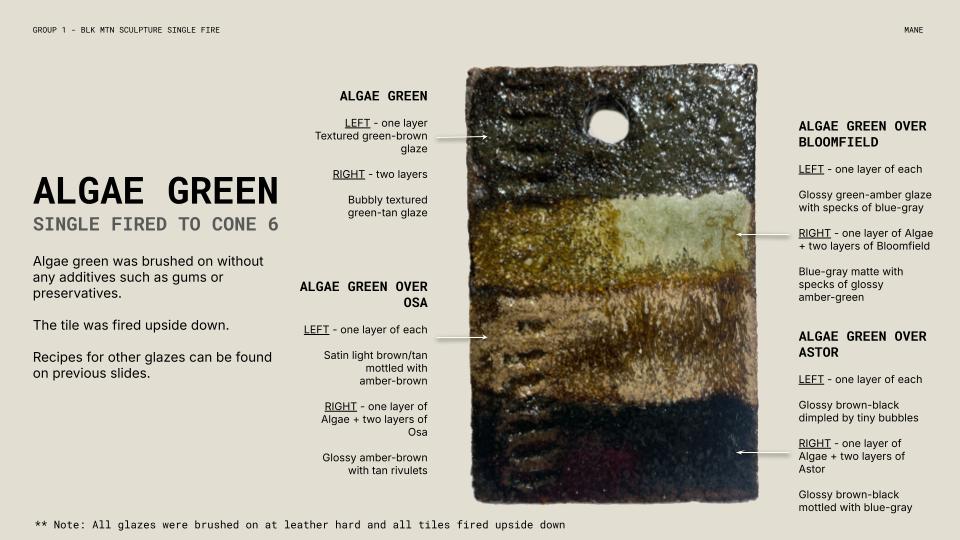 GROUP 1 - BLK MTN SCULPTURE SINGLE FIRE
MANE
ALGAE GREEN
SINGLE FIRED TO CONE 6
Algae green was brushed on without
any additives such as gums or
preservatives.
The tile was fired upside down.
Recipes for other glazes can be found
on previous slides.
ALGAE GREEN
LEFT - one layer
Textured green-brown
glaze
RIGHT - two layers
Bubbly textured
green-tan glaze
ALGAE GREEN OVER
OSA
LEFT - one layer of each
Satin light brown/tan
mottled with
amber-brown
RIGHT - one layer of
Algae + two layers of
Osa
Glossy amber-brown
with tan rivulets
ALGAE GREEN OVER
BLOOMFIELD
LEFT - one layer of each
Glossy green-amber glaze
with specks of blue-gray
RIGHT - one layer of Algae
+ two layers of Bloomfield
Blue-gray matte with
specks of glossy
amber-green
ALGAE GREEN OVER
ASTOR
LEFT - one layer of each
Glossy brown-black
dimpled by tiny bubbles
RIGHT - one layer of
Algae + two layers of
Astor
Glossy brown-black
mottled with blue-gray
** Note: All glazes were brushed on at leather hard and all tiles fired upside down